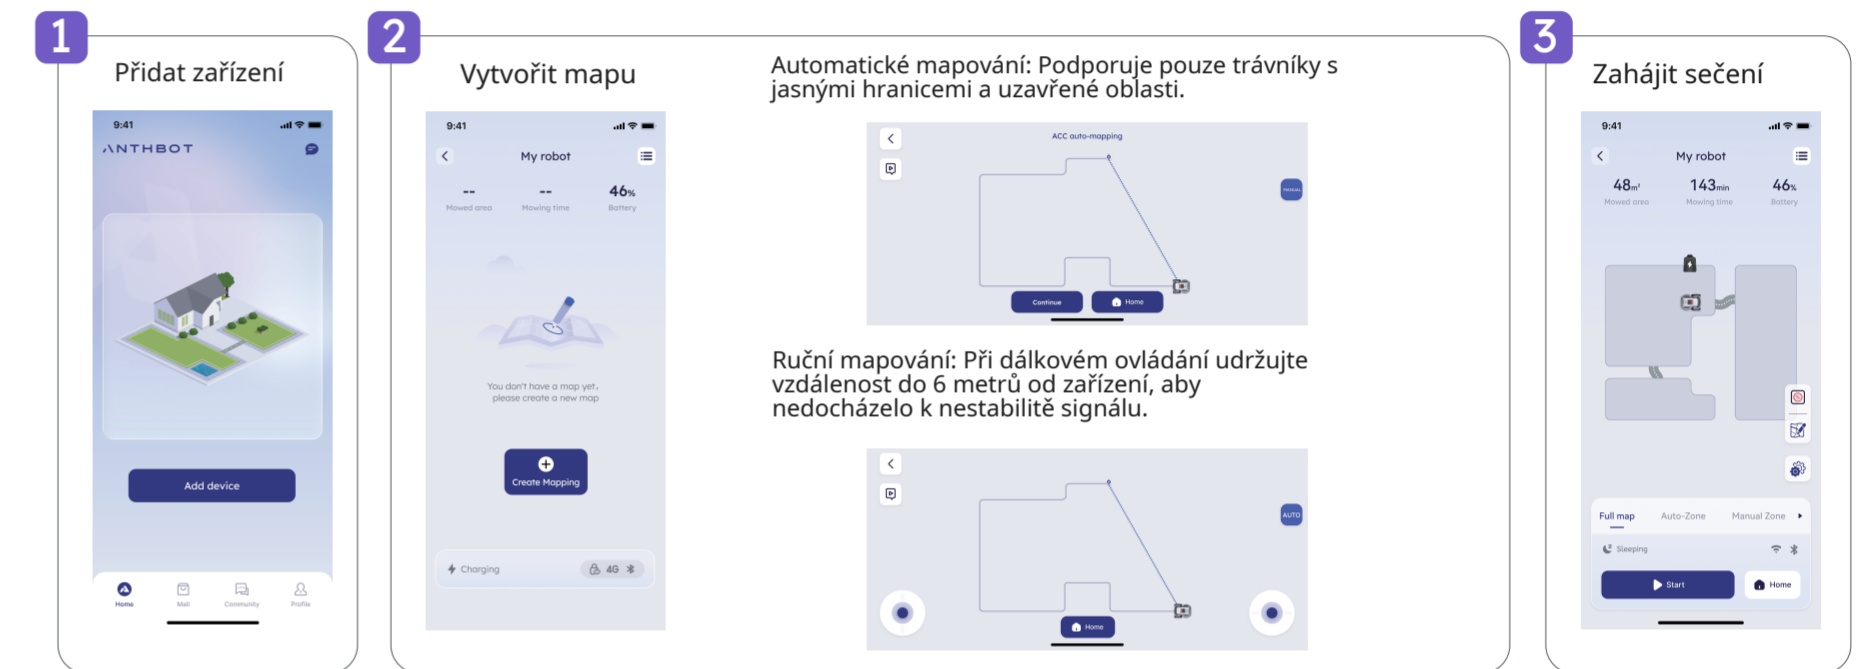 1
Přidat zařízení
9:41
ANTHBOT
Add device
Home
Mall
Community
Profile
2
Vytvořit mapu
9:41
My robot
--
--
46%
Mowed area
Mowing time
Battery
You don't have a map yet,
please create a new map
Create Mapping
Charging
4G
Automatické mapování: Podporuje pouze trávníky s
jasnými hranicemi a uzavřené oblasti.
ACC auto-mapping
MANUAL
Continue
Home
Ruční mapování: Při dálkovém ovládání udržujte
vzdálenost do 6 metrů od zařízení, aby
nedocházelo k nestabilitě signálu.
AUTO
Home
3
Zahájit sečení
9:41
My robot
48m²
143min
46%
Mowed area
Mowing time
Battery
Full map
Auto-Zone
Manual Zone
Sleeping
Start
Home